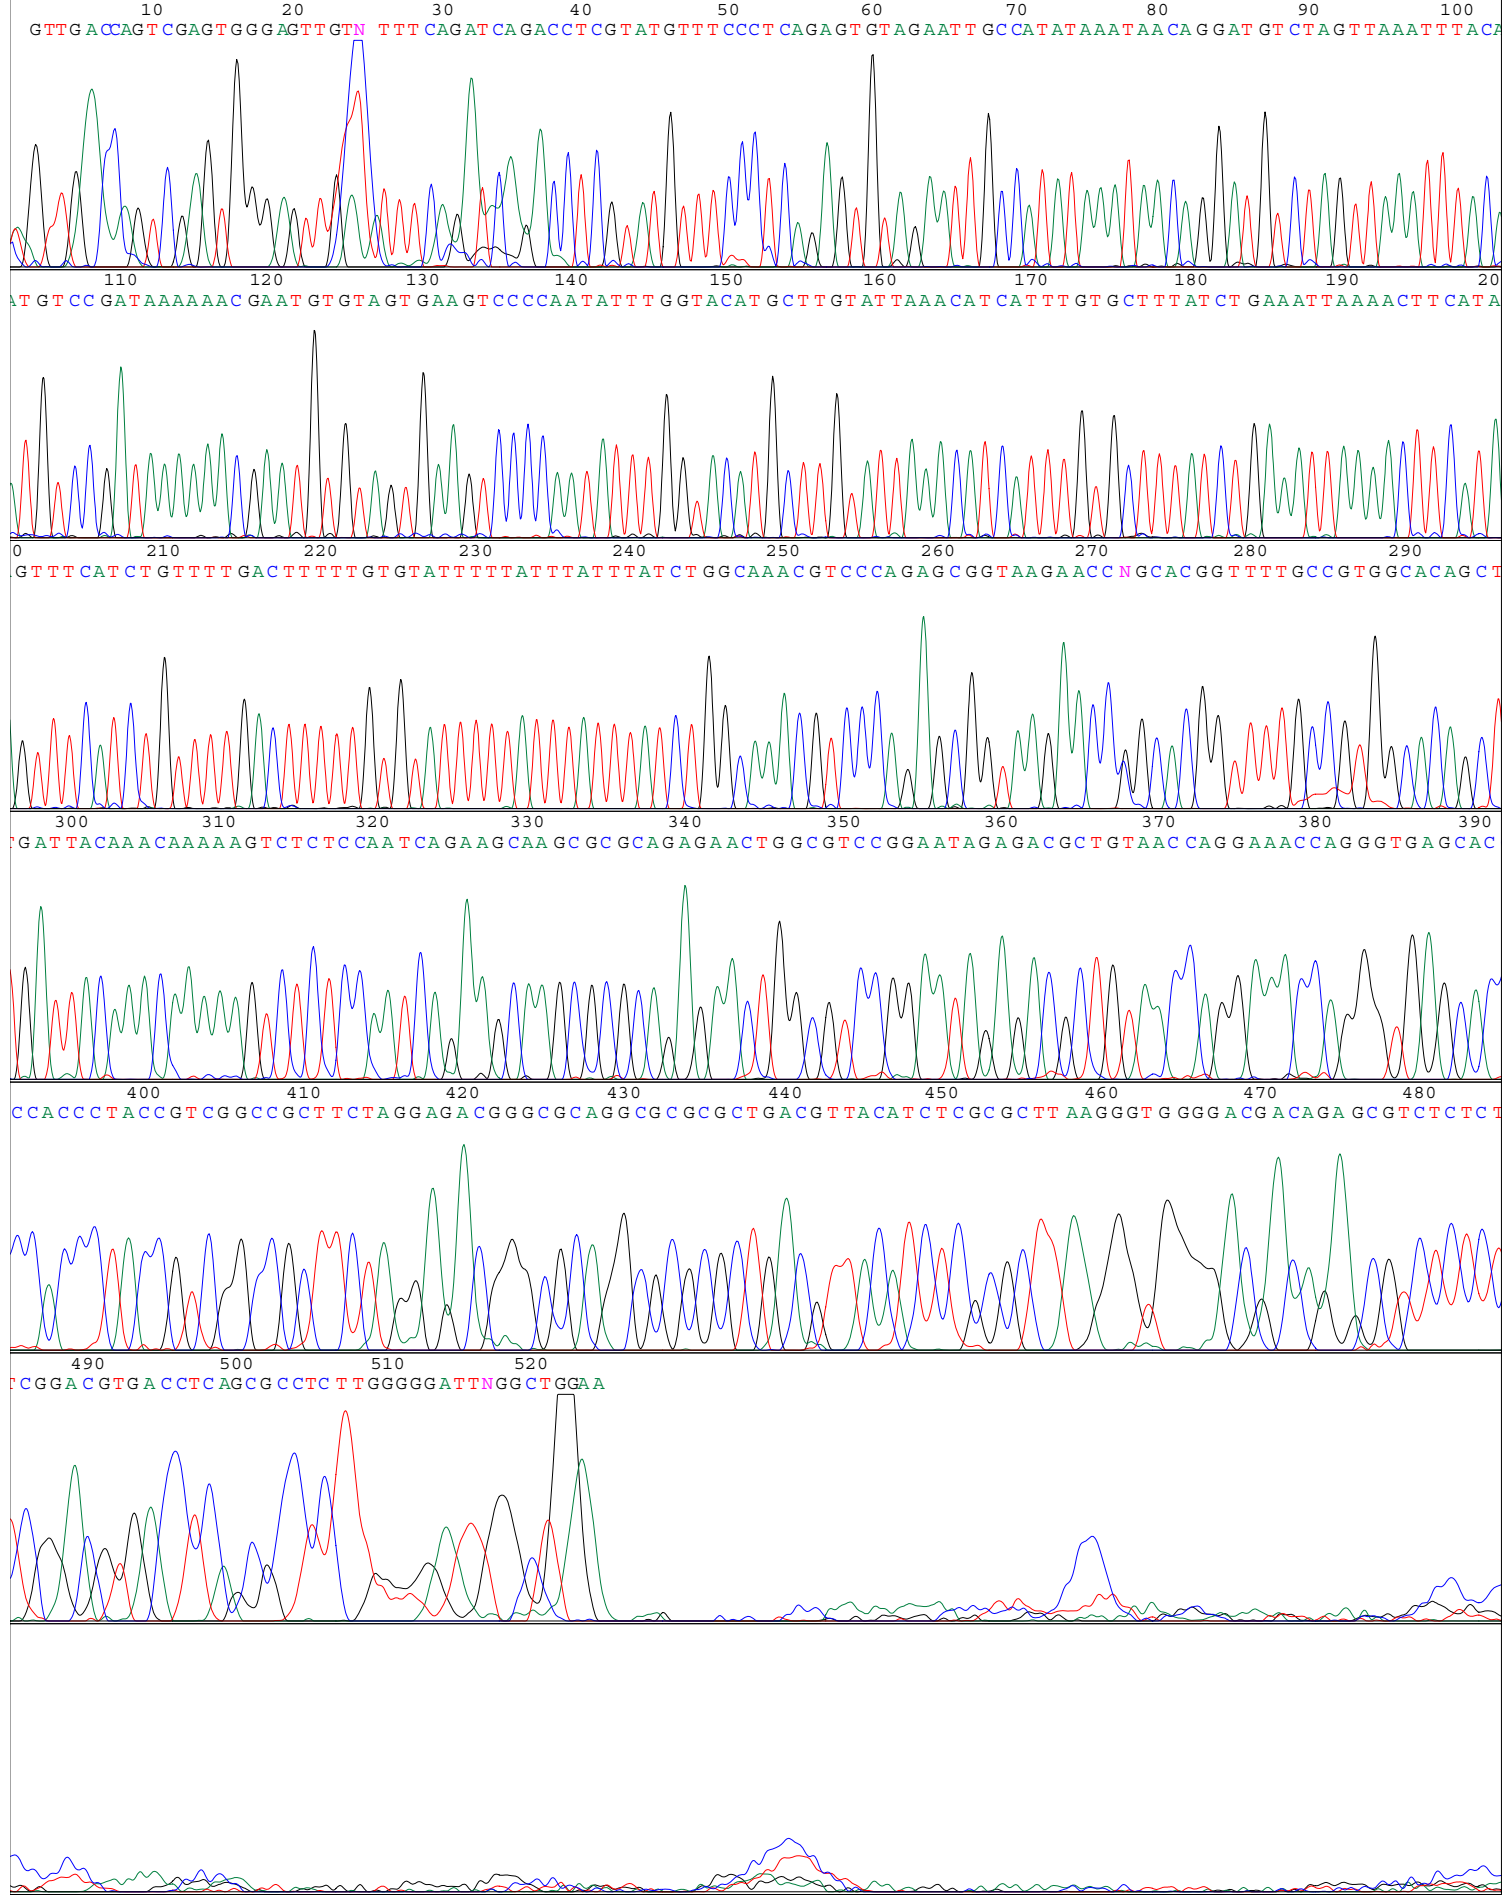 10 20 30 40 50 60 70 80 90 100
GTTGACCAGTCGAGTGGGAGTTGTN TTTCAGATCAGACCTCGTATGTTTCCCTCAGAGTGTAGAATTGCCATATAAATAACAGGATGTCTAGTTAAATTTACA
110 120 130 140 150 160 170 180 190 20
ATGTCCGATAAAAAACGAATGTGTAGTGAAGTCCCCAATATTTGGTACATGCTTGTATTAAACATCATTTGTGCTTTATCTGAAATTAAAACTTCATA
0 210 220 230 240 250 260 270 280 290
GTTTCATCTGTTTTGACTTTTTGTGTATTTTTATTTATTTATCTGGCAAACGTCCCAGAGCGGTAAGAACCNGCACGGTTTTGCCGTGGCACAGCT
300 310 320 330 340 350 360 370 380 390
TGATTACAAACAAAAAGTCTCTCCAATCAGAAGCAAGCGCGCAGAGAACTGGCGTCCGGAATAGAGACGCTGTAACCAGGAAACCAGGGTGAGCAC
400 410 420 430 440 450 460 470 480
CCACCCTACCGTCGGCCGCTTCTAGGAGACGGGCGCAGGCGCGCGCTGACGTTACATCTCGCGCTTAAGGGTGGGGACGACAGAGCGTCTCTCT
490 500 510 520
TCGGACGTGACCTCAGCGCCTCTTGGGGGATTNGGCTGGAA